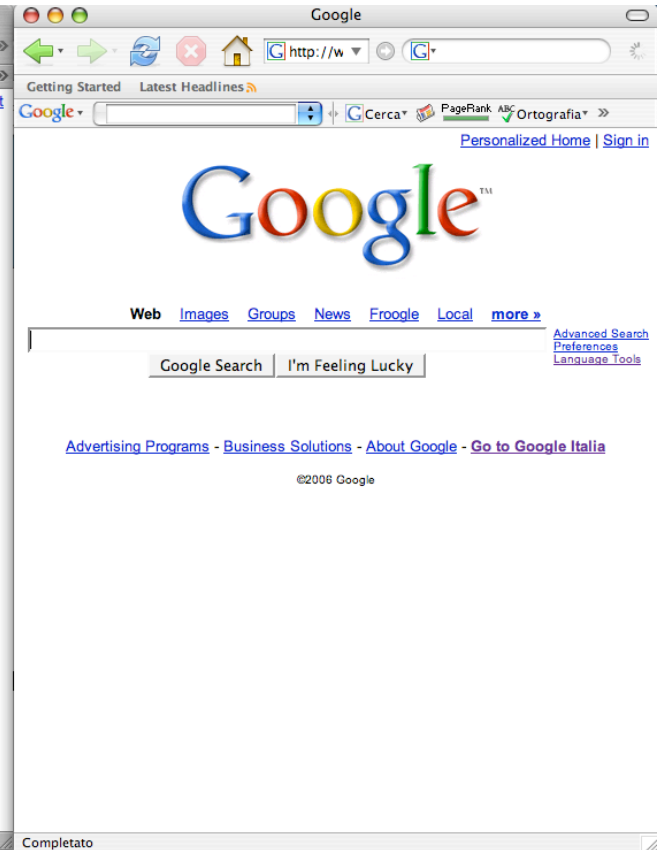 Google
http://w
G
Getting Started Latest Headlines
Google G Cerca PageRank ABC Ortografia »
Personalized Home | Sign in
Google™
Web Images Groups News Froogle Local more »
Advanced Search
Preferences
Language Tools
Google Search I'm Feeling Lucky
Advertising Programs - Business Solutions - About Google - Go to Google Italia
©2006 Google
Completato